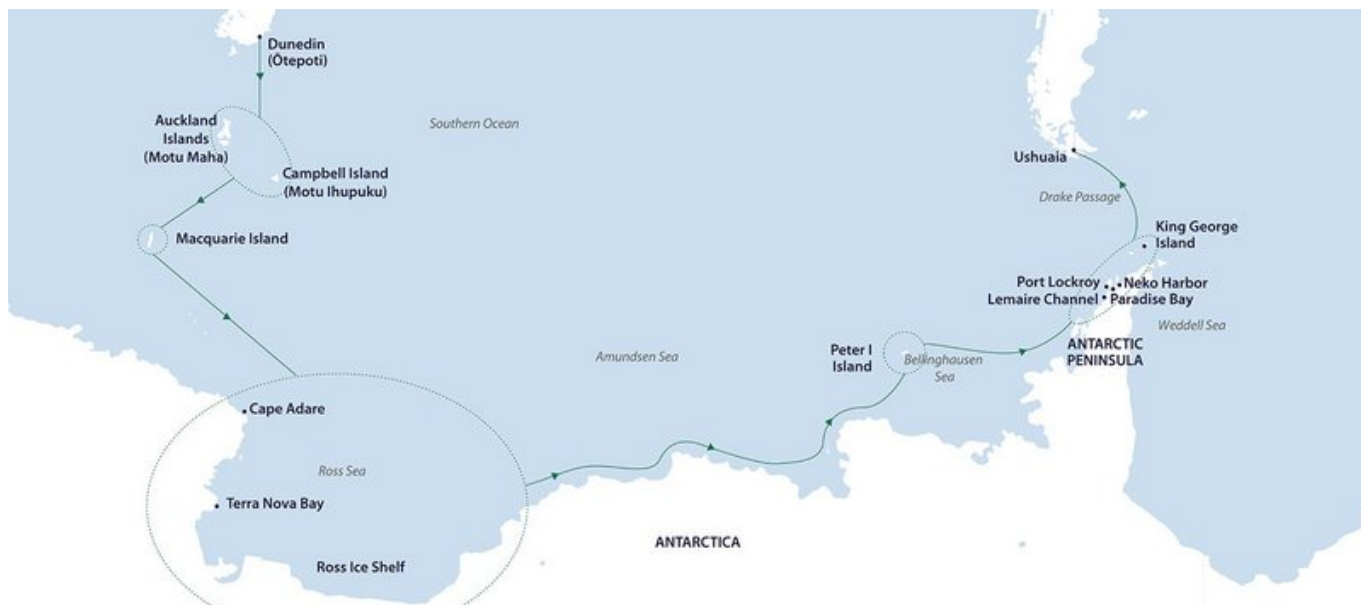 Dunedin
(Ōtepoti)
Auckland
Islands
(Motu Maha)
Southern Ocean
Campbell Island
(Motu Ihupuku)
Macquarie Island
Ushuaia
Drake Passage
King George
Island
Port Lockroy
Neko Harbor
Lemaire Channel
Paradise Bay
Weddell Sea
ANTARCTIC
PENINSULA
Peter I
Island
Bellinghausen
Sea
Amundsen Sea
Cape Adare
Ross Sea
Terra Nova Bay
Ross Ice Shelf
ANTARCTICA